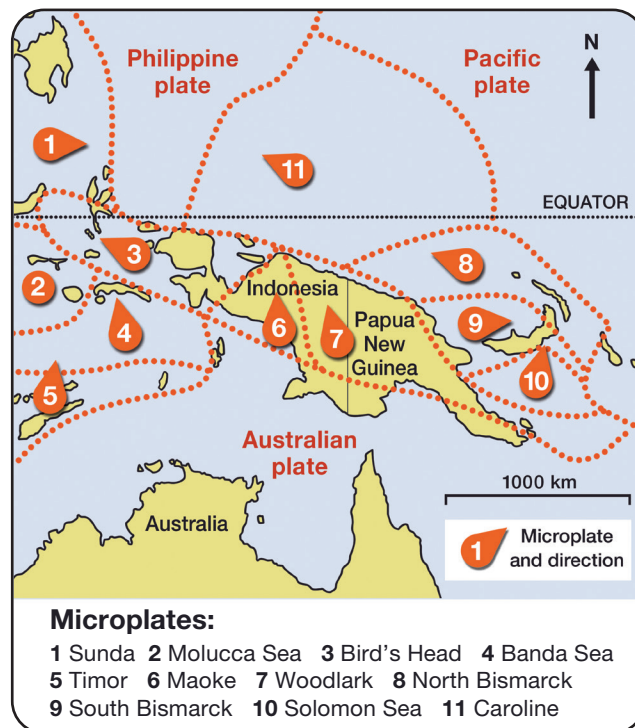 Philippine
plate
Pacific
plate
N
1
11
EQUATOR
3
8
2
Indonesia
4
9
6
7
Papua
New
Guinea
10
5
Australian
plate
1000 km
Australia
1
Microplate
and direction
Microplates:
1 Sunda 2 Molucca Sea 3 Bird's Head 4 Banda Sea
5 Timor 6 Maoke 7 Woodlark 8 North Bismarck
9 South Bismarck 10 Solomon Sea 11 Caroline